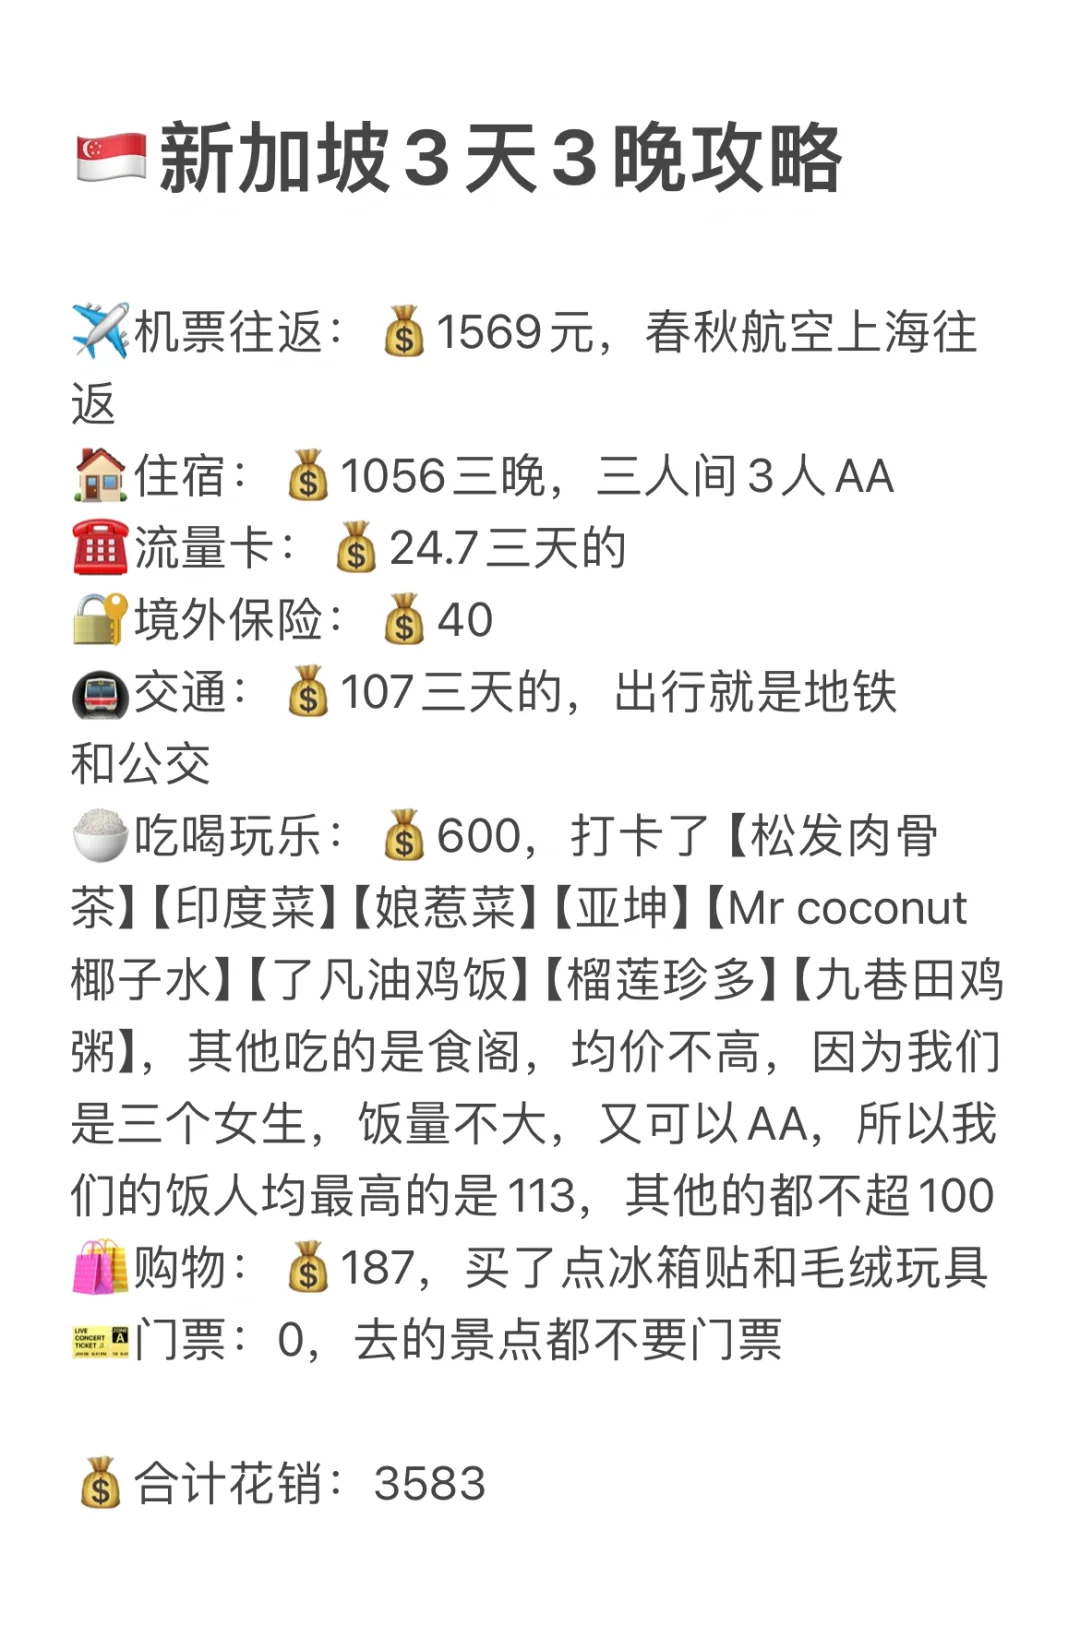 🇸🇬新加坡3天3晚攻略
✈️机票往返：💰1569元，春秋航空上海往
返
🏠住宿：💰1056三晚，三人间3人AA
☎️流量卡：💰24.7三天的
🔐境外保险：💰40
🚇交通：💰107三天的，出行就是地铁
和公交
🍚吃喝玩乐：💰600，打卡了【松发肉骨
茶】【印度菜】【娘惹菜】【亚坤】【Mr coconut
椰子水】【了凡油鸡饭】【榴莲珍多】【九巷田鸡
粥】，其他吃的是食阁，均价不高，因为我们
是三个女生，饭量不大，又可以AA，所以我
们的饭人均最高的是113，其他的都不超100
🛍️购物：💰187，买了点冰箱贴和毛绒玩具
🎫门票：0，去的景点都不要门票
💰合计花销：3583